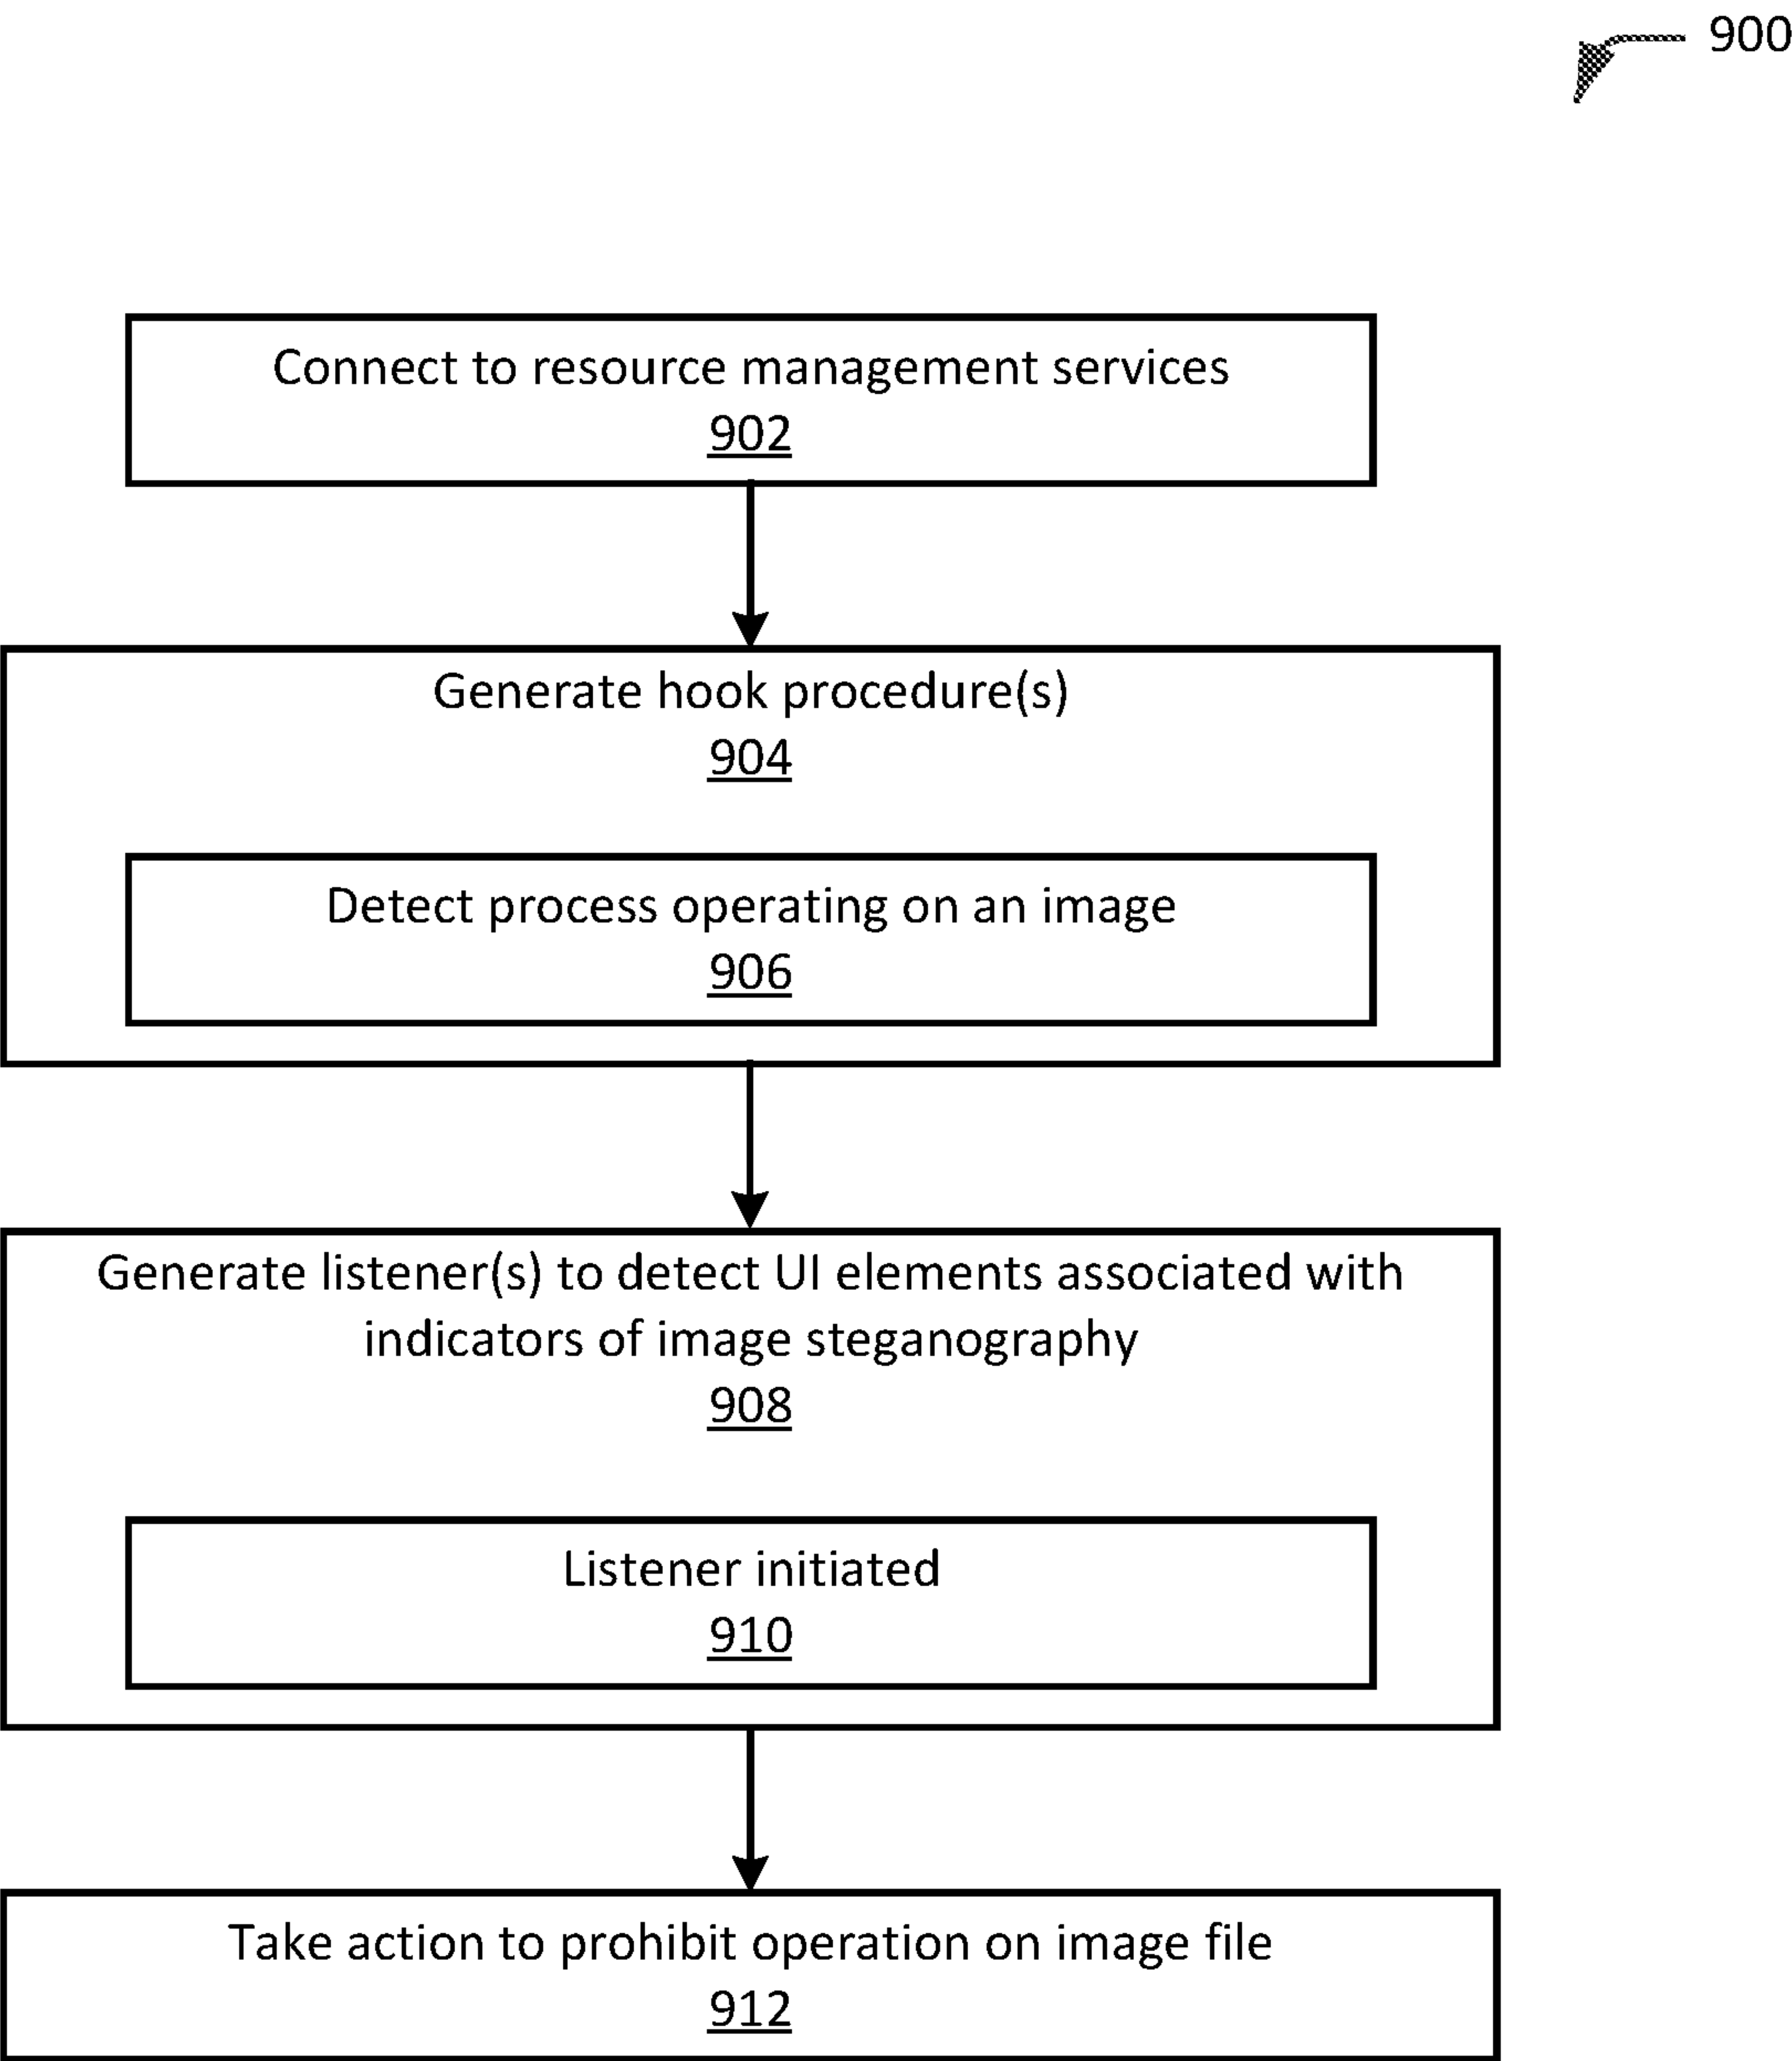 900
Connect to resource management services
902
Generate hook procedure(s)
904
Detect process operating on an image
906
Generate listener(s) to detect UI elements associated with
indicators of image steganography
908
Listener initiated
910
Take action to prohibit operation on image file
912